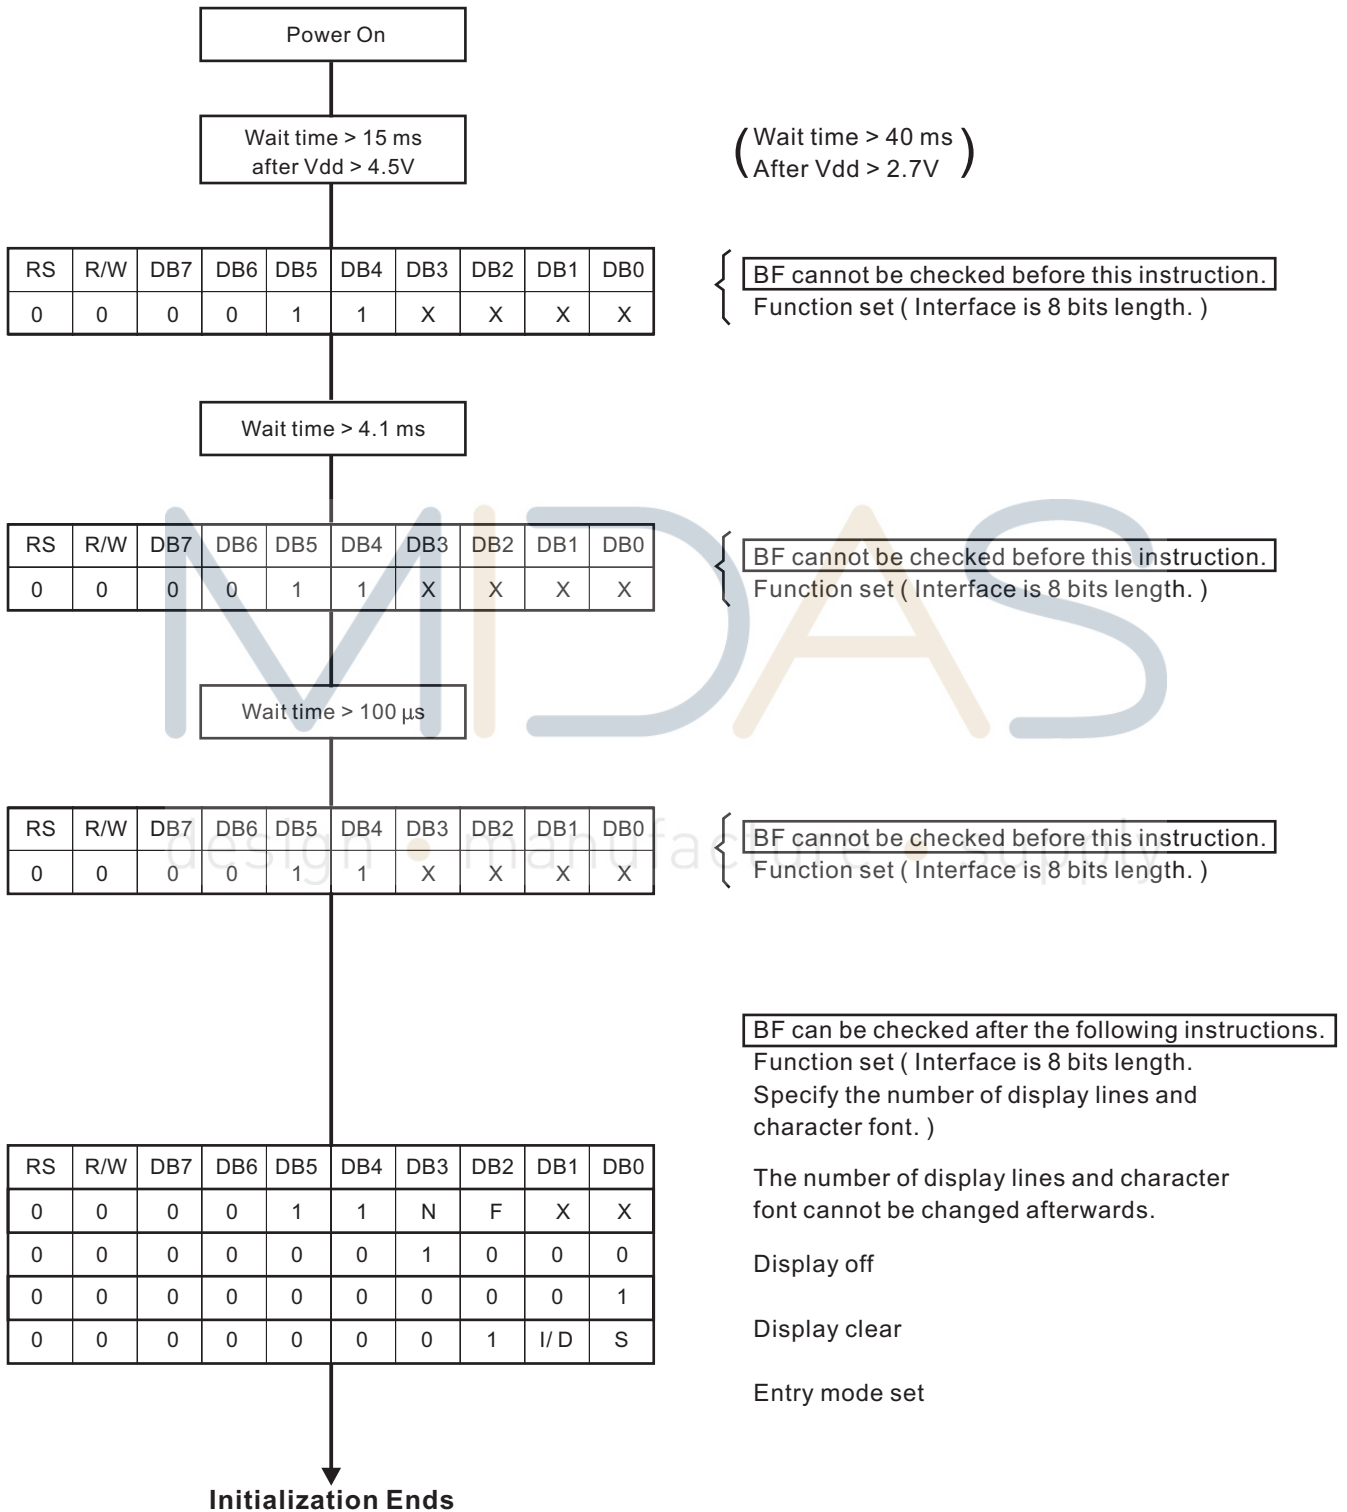 Power On
Wait time > 15 ms
after Vdd > 4.5V
( Wait time > 40 ms
After Vdd > 2.7V )
RS R/W DB7 DB6 DB5 DB4 DB3 DB2 DB1 DB0
0 0 0 0 1 1 X X X X
BF cannot be checked before this instruction.
Function set ( Interface is 8 bits length. )
Wait time > 4.1 ms
RS R/W DB7 DB6 DB5 DB4 DB3 DB2 DB1 DB0
0 0 0 0 1 1 X X X X
BF cannot be checked before this instruction.
Function set ( Interface is 8 bits length. )
MIDAS
Wait time > 100 µs
RS R/W DB7 DB6 DB5 DB4 DB3 DB2 DB1 DB0
0 0 0 0 1 1 X X X X
BF cannot be checked before this instruction.
Function set ( Interface is 8 bits length. )
design • manufacture • supply
BF can be checked after the following instructions.
Function set ( Interface is 8 bits length.
Specify the number of display lines and
character font. )
RS R/W DB7 DB6 DB5 DB4 DB3 DB2 DB1 DB0
0 0 0 0 1 1 N F X X
0 0 0 0 0 0 1 0 0 0
0 0 0 0 0 0 0 0 0 1
0 0 0 0 0 0 0 1 I/D S
The number of display lines and character
font cannot be changed afterwards.
Display off
Display clear
Entry mode set
Initialization Ends